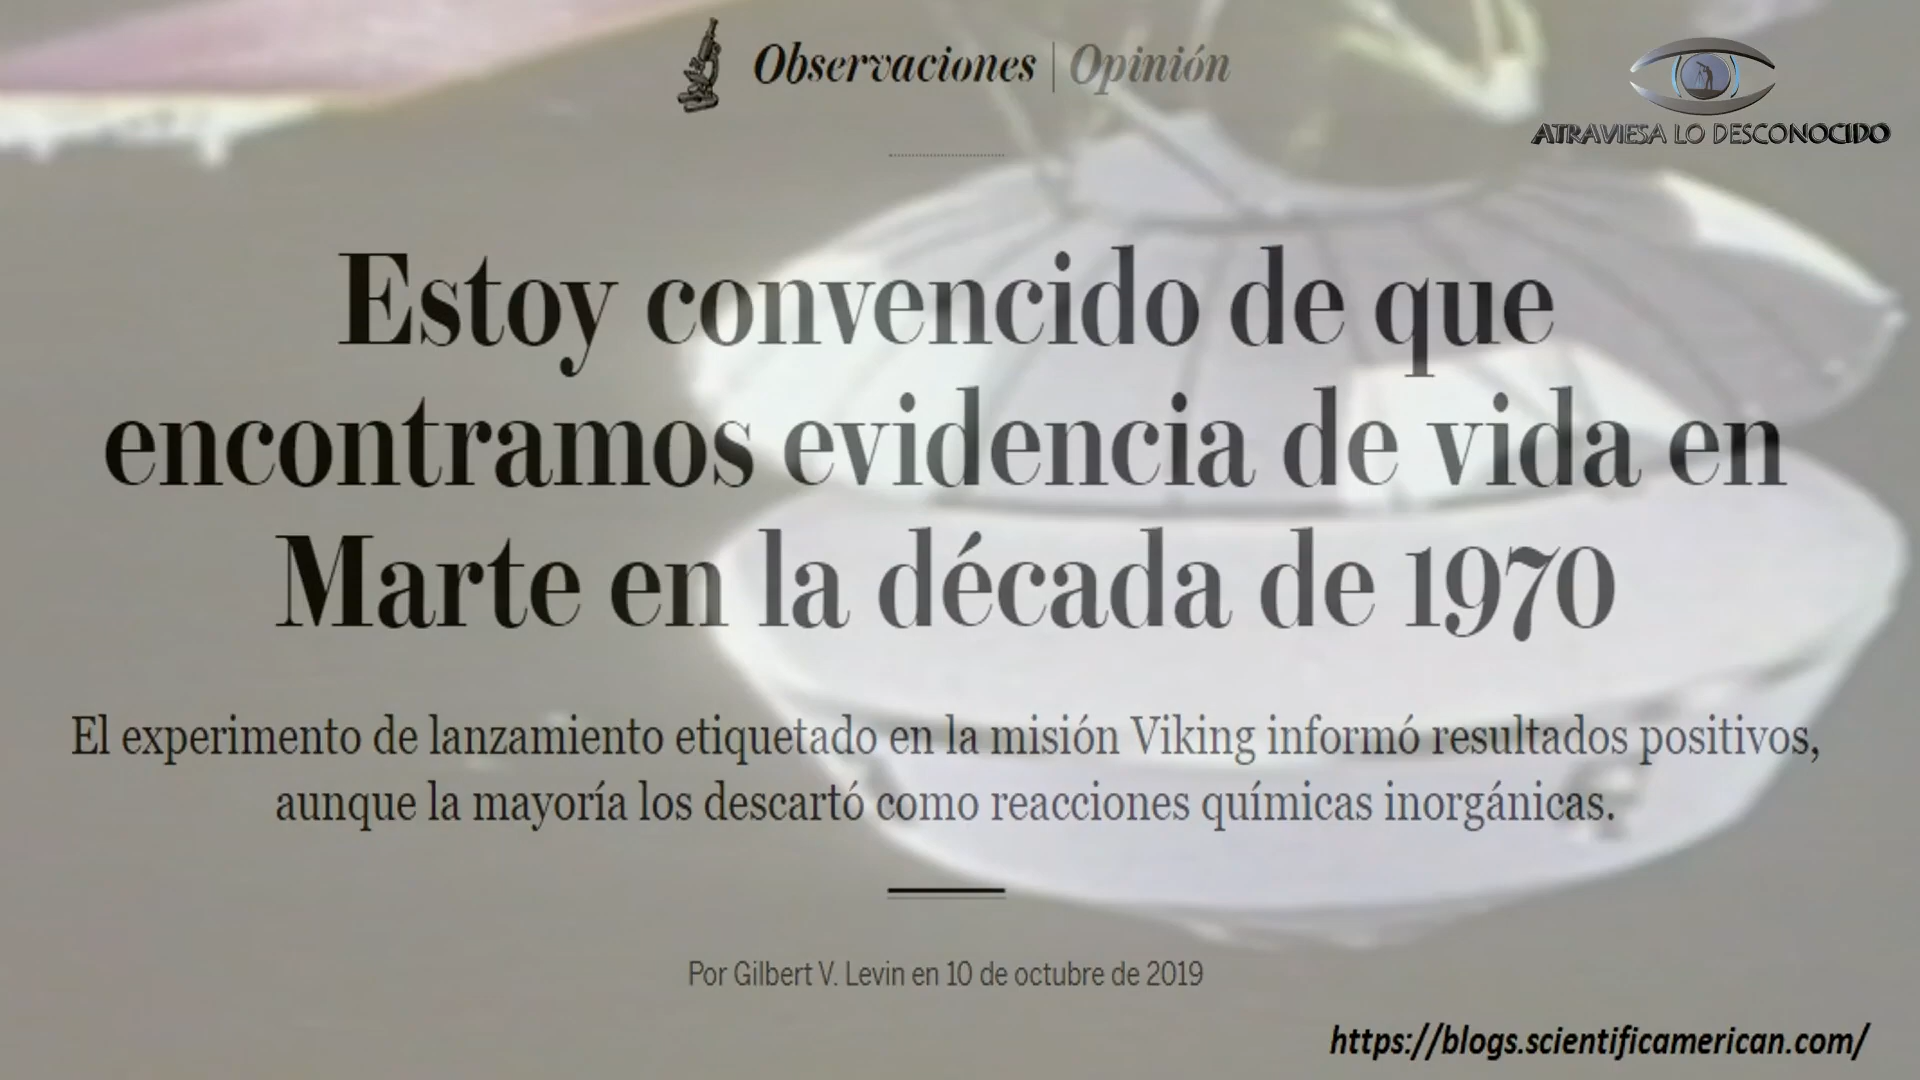 Observaciones | Opinión
ATRAVIESA LO DESCONOCIDO
Estoy convencido de que
encontramos evidencia de vida en
Marte en la década de 1970
El experimento de lanzamiento etiquetado en la misión Viking informó resultados positivos,
aunque la mayoría los descartó como reacciones químicas inorgánicas.
Por Gilbert V. Levin en 10 de octubre de 2019
https://blogs.scientificamerican.com/